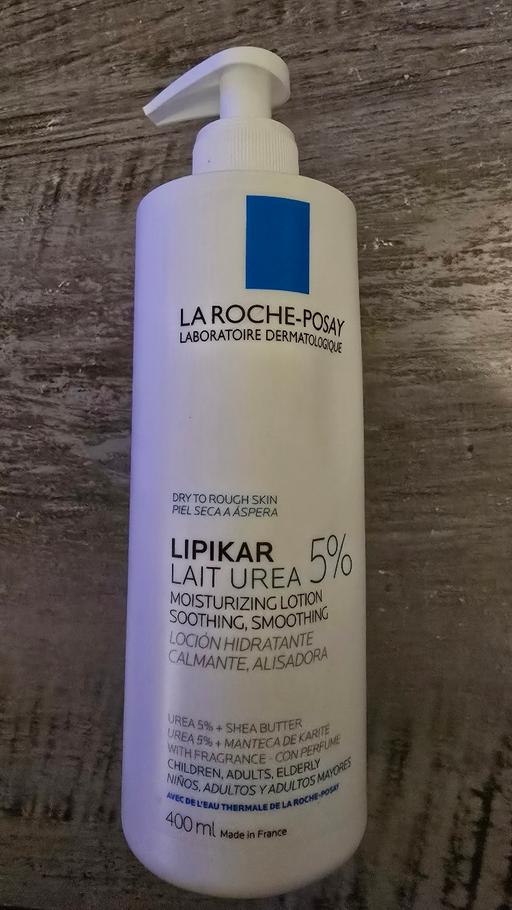 LA ROCHE-POSAY
LABORATOIRE DERMATOLOGIQUE
DRY TO ROUGH SKIN
PIEL SECA A ÁSPERA
LIPIKAR
LAIT UREA 5%
MOISTURIZING LOTION
SOOTHING, SMOOTHING
LOCIÓN HIDRATANTE
CALMANTE, ALISADORA
UREA 5% + SHEA BUTTER
UREA 5% + MANTECA DE KARITÉ
WITH FRAGRANCE - CON PERFUME
CHILDREN, ADULTS, ELDERLY
NIÑOS, ADULTOS Y ADULTOS MAYORES
AVEC DE L'EAU THERMALE DE LA ROCHE-POSAY
400 ml Made in France